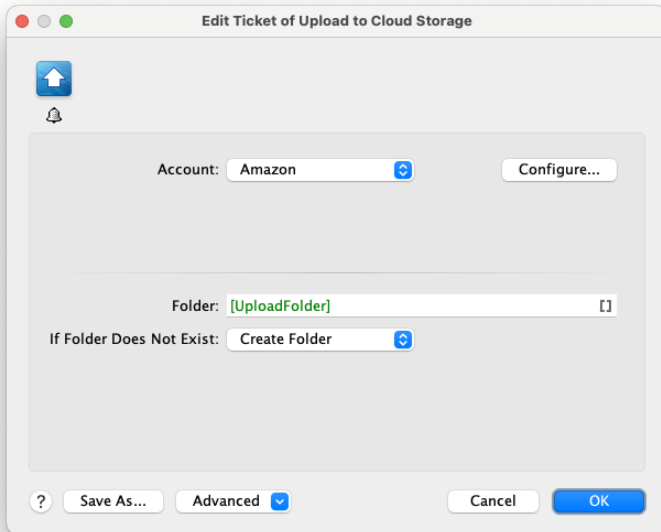 Edit Ticket of Upload to Cloud Storage
Account: Amazon Configure...
Folder: [UploadFolder] []
If Folder Does Not Exist: Create Folder
? Save As... Advanced Cancel OK